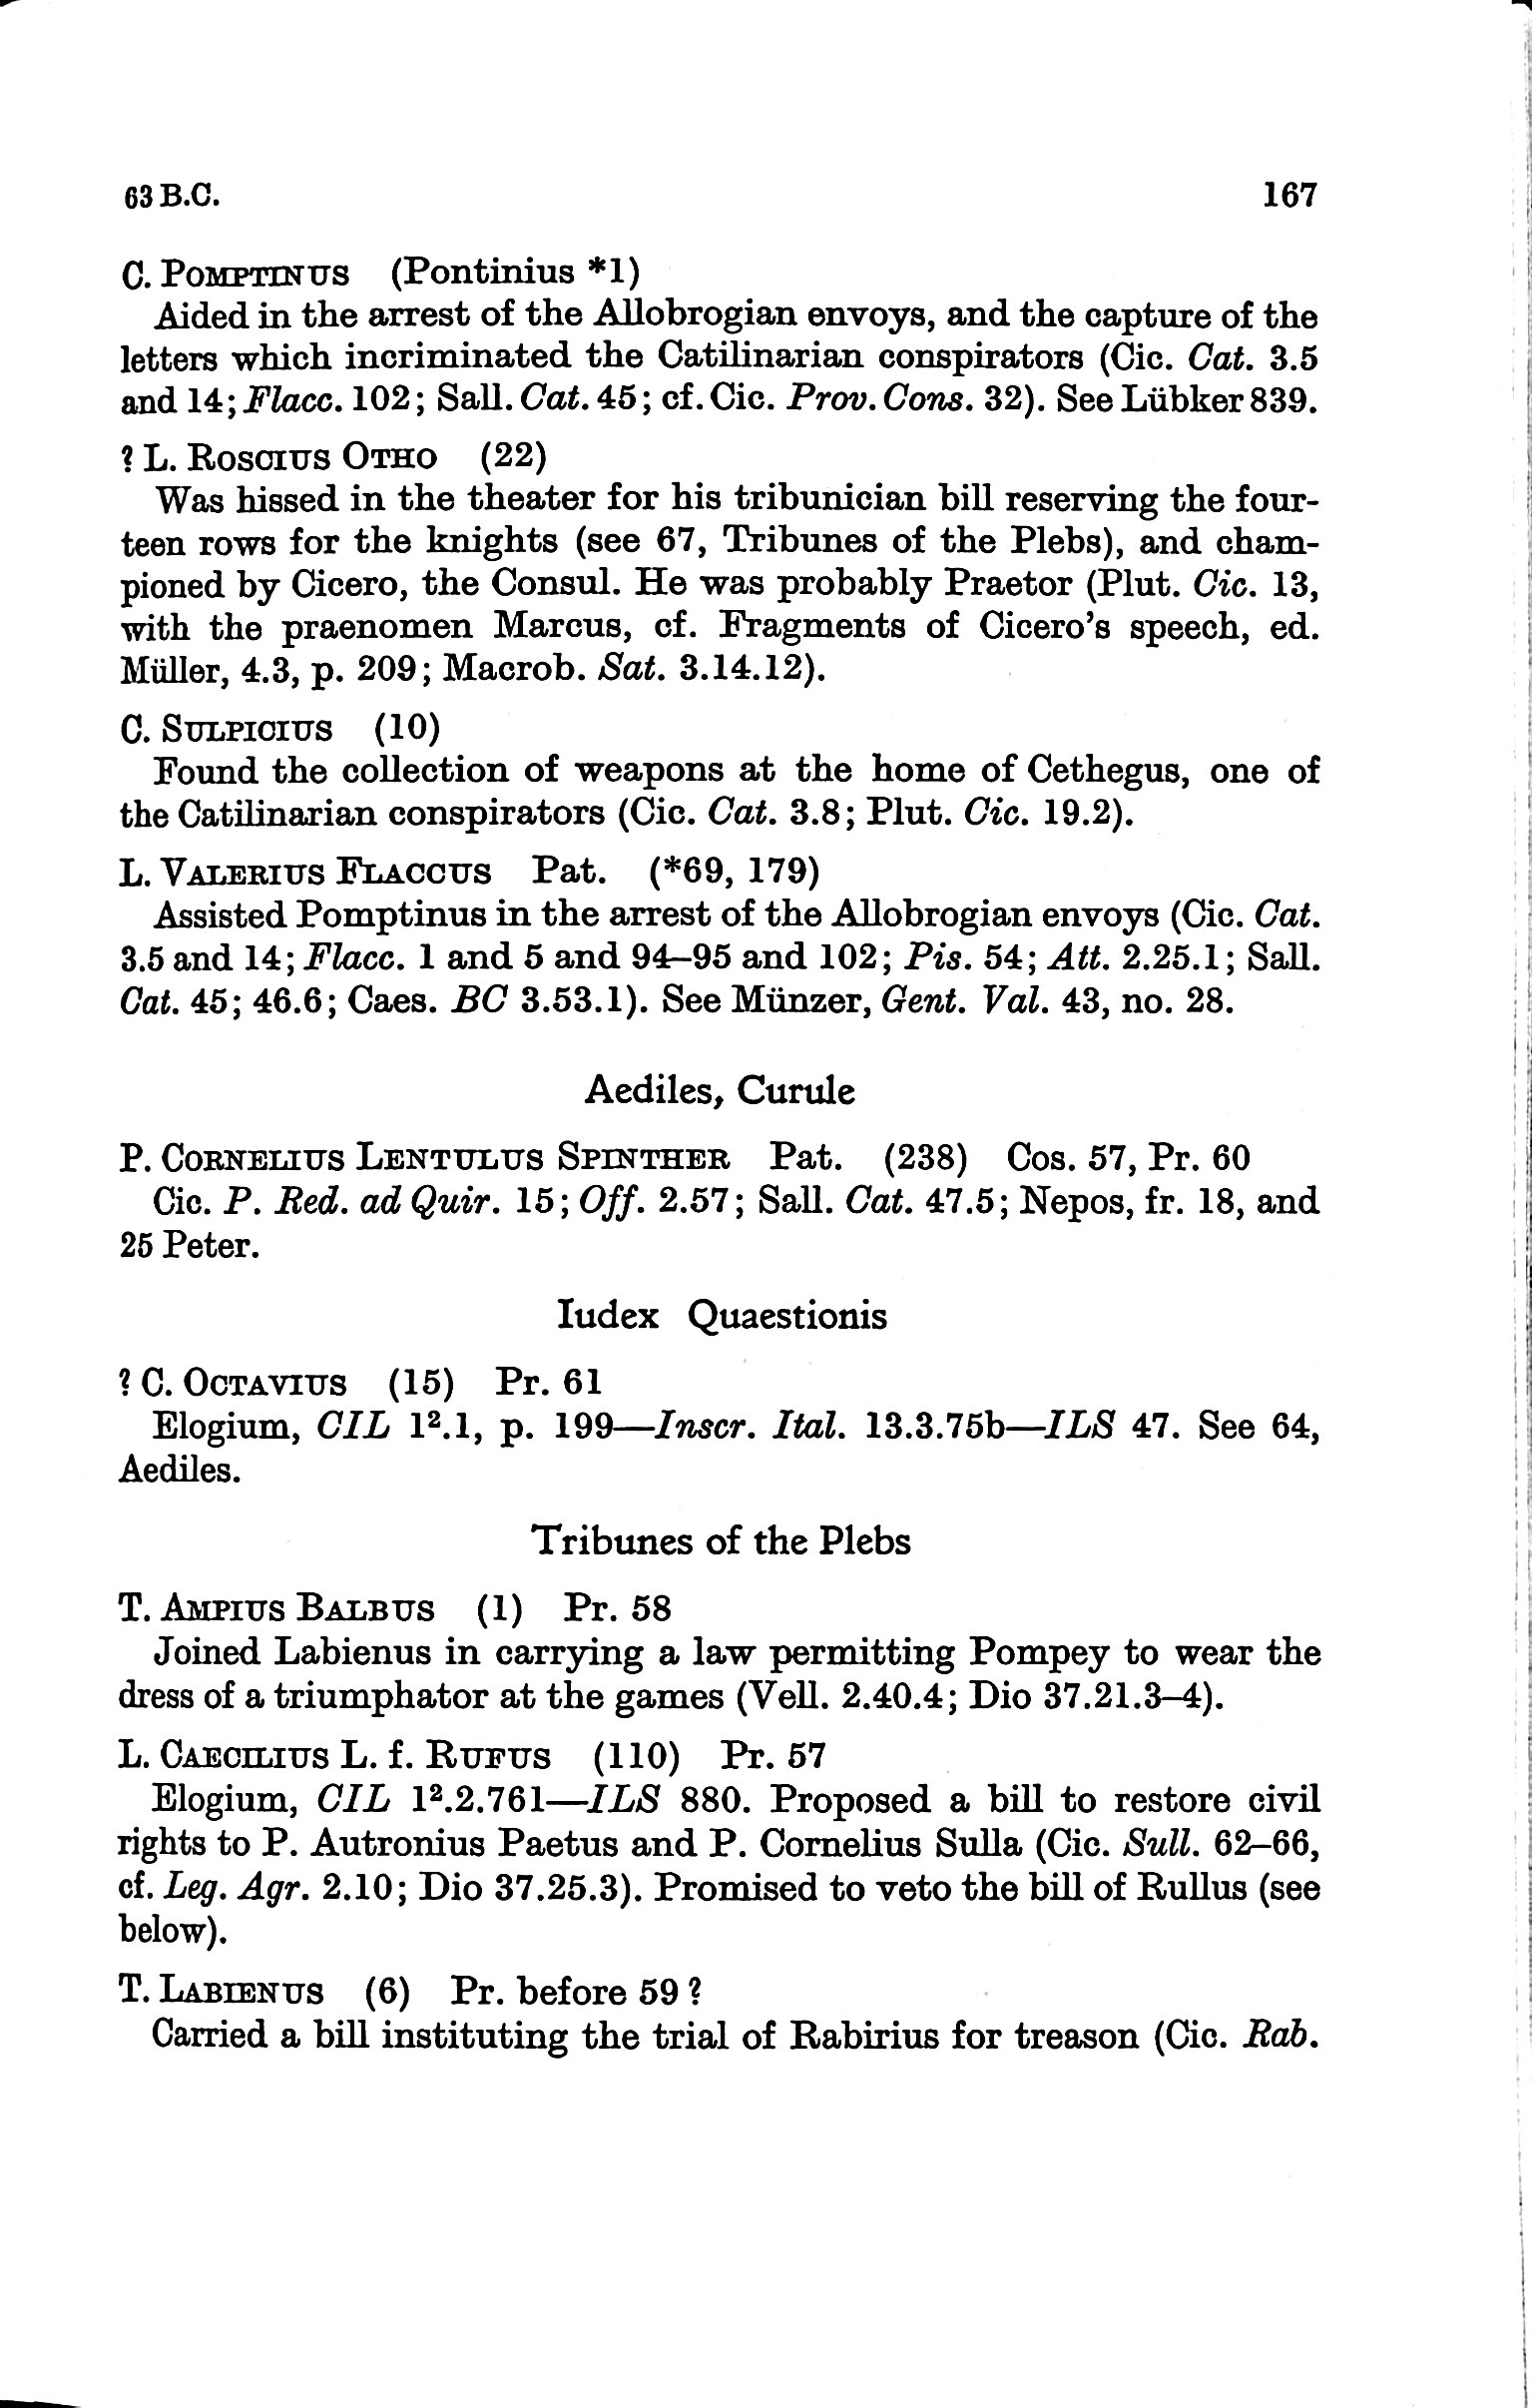 63 B.C. 167
C. POMPTINUS (Pontinius *1)
Aided in the arrest of the Allobrogian envoys, and the capture of the
letters which incriminated the Catilinarian conspirators (Cic. Cat. 3.5
and 14; Flacc. 102; Sall. Cat. 45; cf. Cic. Prov. Cons. 32). See Lübker 839.
? L. ROSCIUS OTHO (22)
Was hissed in the theater for his tribunician bill reserving the four-
teen rows for the knights (see 67, Tribunes of the Plebs), and cham-
pioned by Cicero, the Consul. He was probably Praetor (Plut. Cic. 13,
with the praenomen Marcus, cf. Fragments of Cicero's speech, ed.
Müller, 4.3, p. 209; Macrob. Sat. 3.14.12).
C. SULPICIUS (10)
Found the collection of weapons at the home of Cethegus, one of
the Catilinarian conspirators (Cic. Cat. 3.8; Plut. Cic. 19.2).
L. VALERIUS FLACCUS Pat. (*69, 179)
Assisted Pomptinus in the arrest of the Allobrogian envoys (Cic. Cat.
3.5 and 14; Flacc. 1 and 5 and 94–95 and 102; Pis. 54; Att. 2.25.1; Sall.
Cat. 45; 46.6; Caes. BC 3.53.1). See Münzer, Gent. Val. 43, no. 28.
Aediles, Curule
P. CORNELIUS LENTULUS SPINTHER Pat. (238) Cos. 57, Pr. 60
Cic. P. Red. ad Quir. 15; Off. 2.57; Sall. Cat. 47.5; Nepos, fr. 18, and
25 Peter.
Iudex Quaestionis
? C. OCTAVIUS (15) Pr. 61
Elogium, CIL 1².1, p. 199—Inscr. Ital. 13.3.75b—ILS 47. See 64,
Aediles.
Tribunes of the Plebs
T. AMPIUS BALBUS (1) Pr. 58
Joined Labienus in carrying a law permitting Pompey to wear the
dress of a triumphator at the games (Vell. 2.40.4; Dio 37.21.3–4).
L. CAECILIUS L. f. RUFUS (110) Pr. 57
Elogium, CIL 1².2.761—ILS 880. Proposed a bill to restore civil
rights to P. Autronius Paetus and P. Cornelius Sulla (Cic. Sull. 62–66,
cf. Leg. Agr. 2.10; Dio 37.25.3). Promised to veto the bill of Rullus (see
below).
T. LABIENUS (6) Pr. before 59 ?
Carried a bill instituting the trial of Rabirius for treason (Cic. Rab.